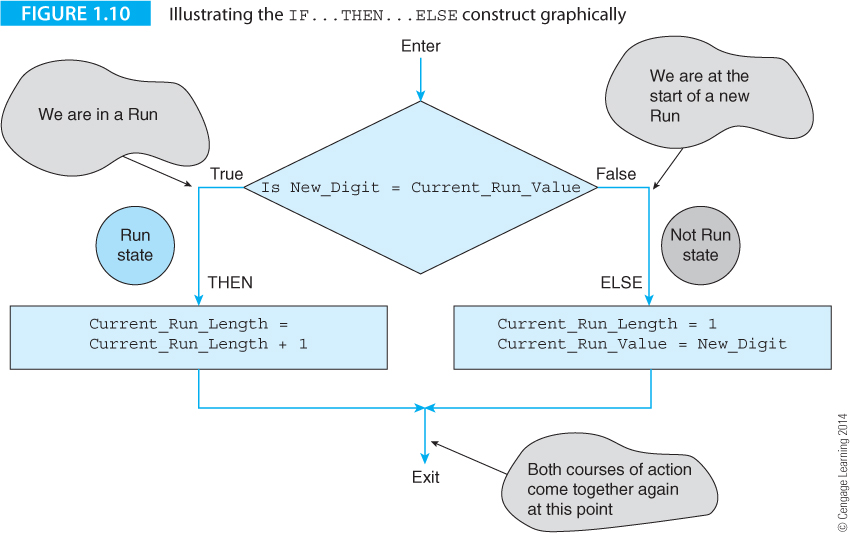 FIGURE 1.10 Illustrating the IF...THEN...ELSE construct graphically
Enter
We are in a Run
We are at the
start of a new
Run
True
False
Is New_Digit = Current_Run_Value
Run
state
Not Run
state
THEN
ELSE
Current_Run_Length =
Current_Run_Length + 1
Current_Run_Length = 1
Current_Run_Value = New_Digit
Exit
Both courses of action
come together again
at this point
© Cengage Learning 2014